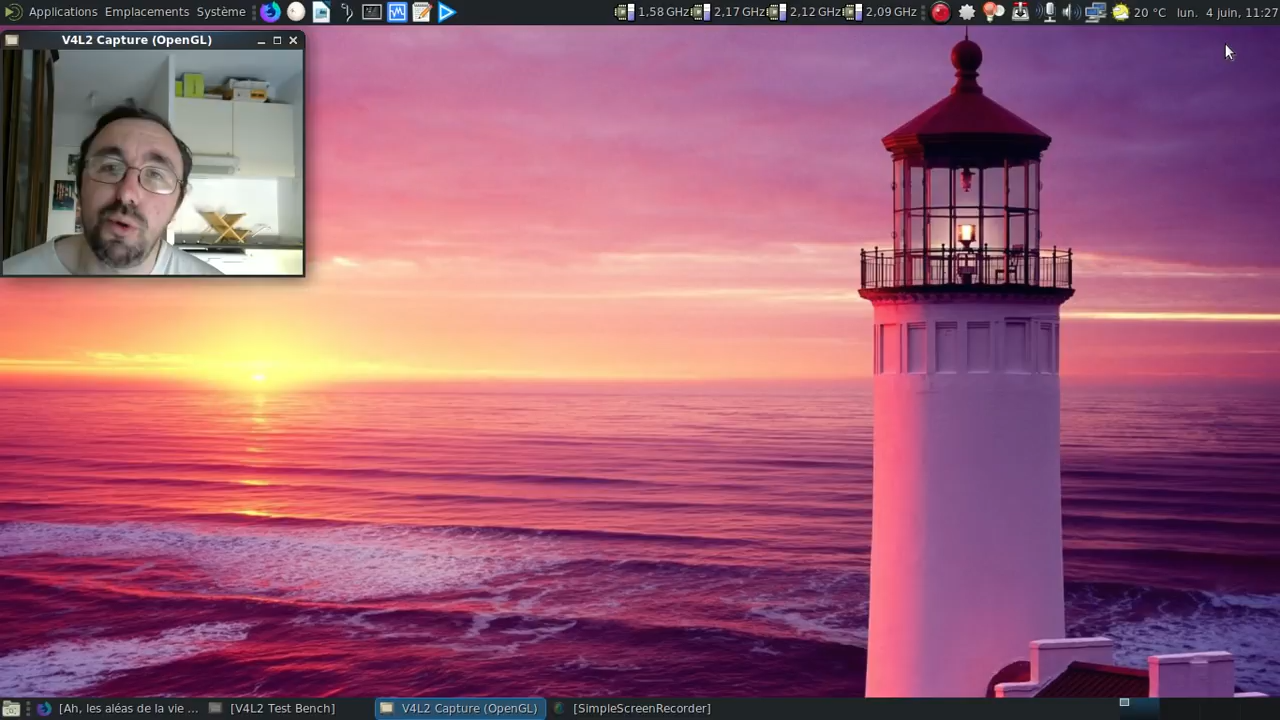 Applications Emplacements Système 1,58 GHz 2,17 GHz 2,12 GHz 2,09 GHz 20 °C lun. 4 juin, 11:27
V4L2 Capture (OpenGL)
[Ah, les aléas de la vie ... [V4L2 Test Bench] V4L2 Capture (OpenGL) [SimpleScreenRecorder]